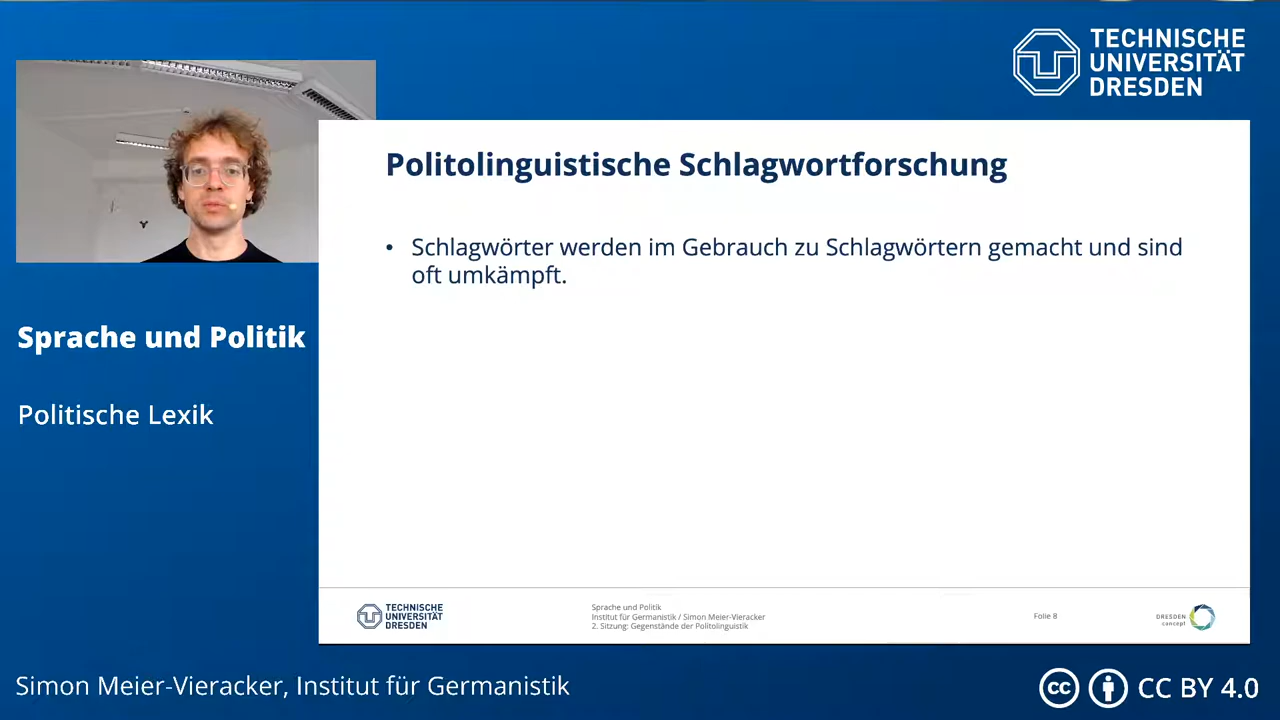 TECHNISCHE
UNIVERSITÄT
DRESDEN
Politolinguistische Schlagwortforschung
• Schlagwörter werden im Gebrauch zu Schlagwörtern gemacht und sind
oft umkämpft.
Sprache und Politik
Politische Lexik
TECHNISCHE
UNIVERSITÄT
DRESDEN
Sprache und Politik
Institut für Germanistik / Simon Meier-Vieracker
2. Sitzung: Gegenstände der Politolinguistik
Folie 8
DRESDEN
concept
Simon Meier-Vieracker, Institut für Germanistik
cc CC BY 4.0